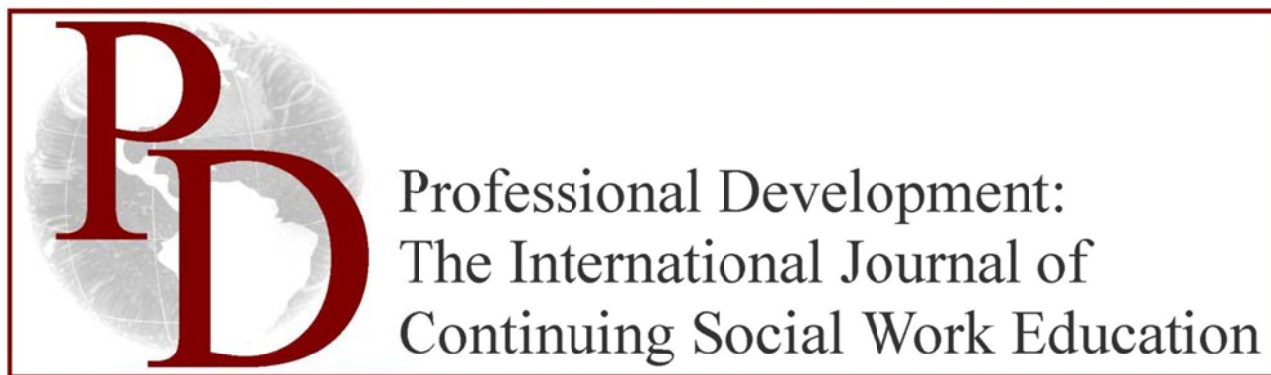 PD
Professional Development:
The International Journal of
Continuing Social Work Education